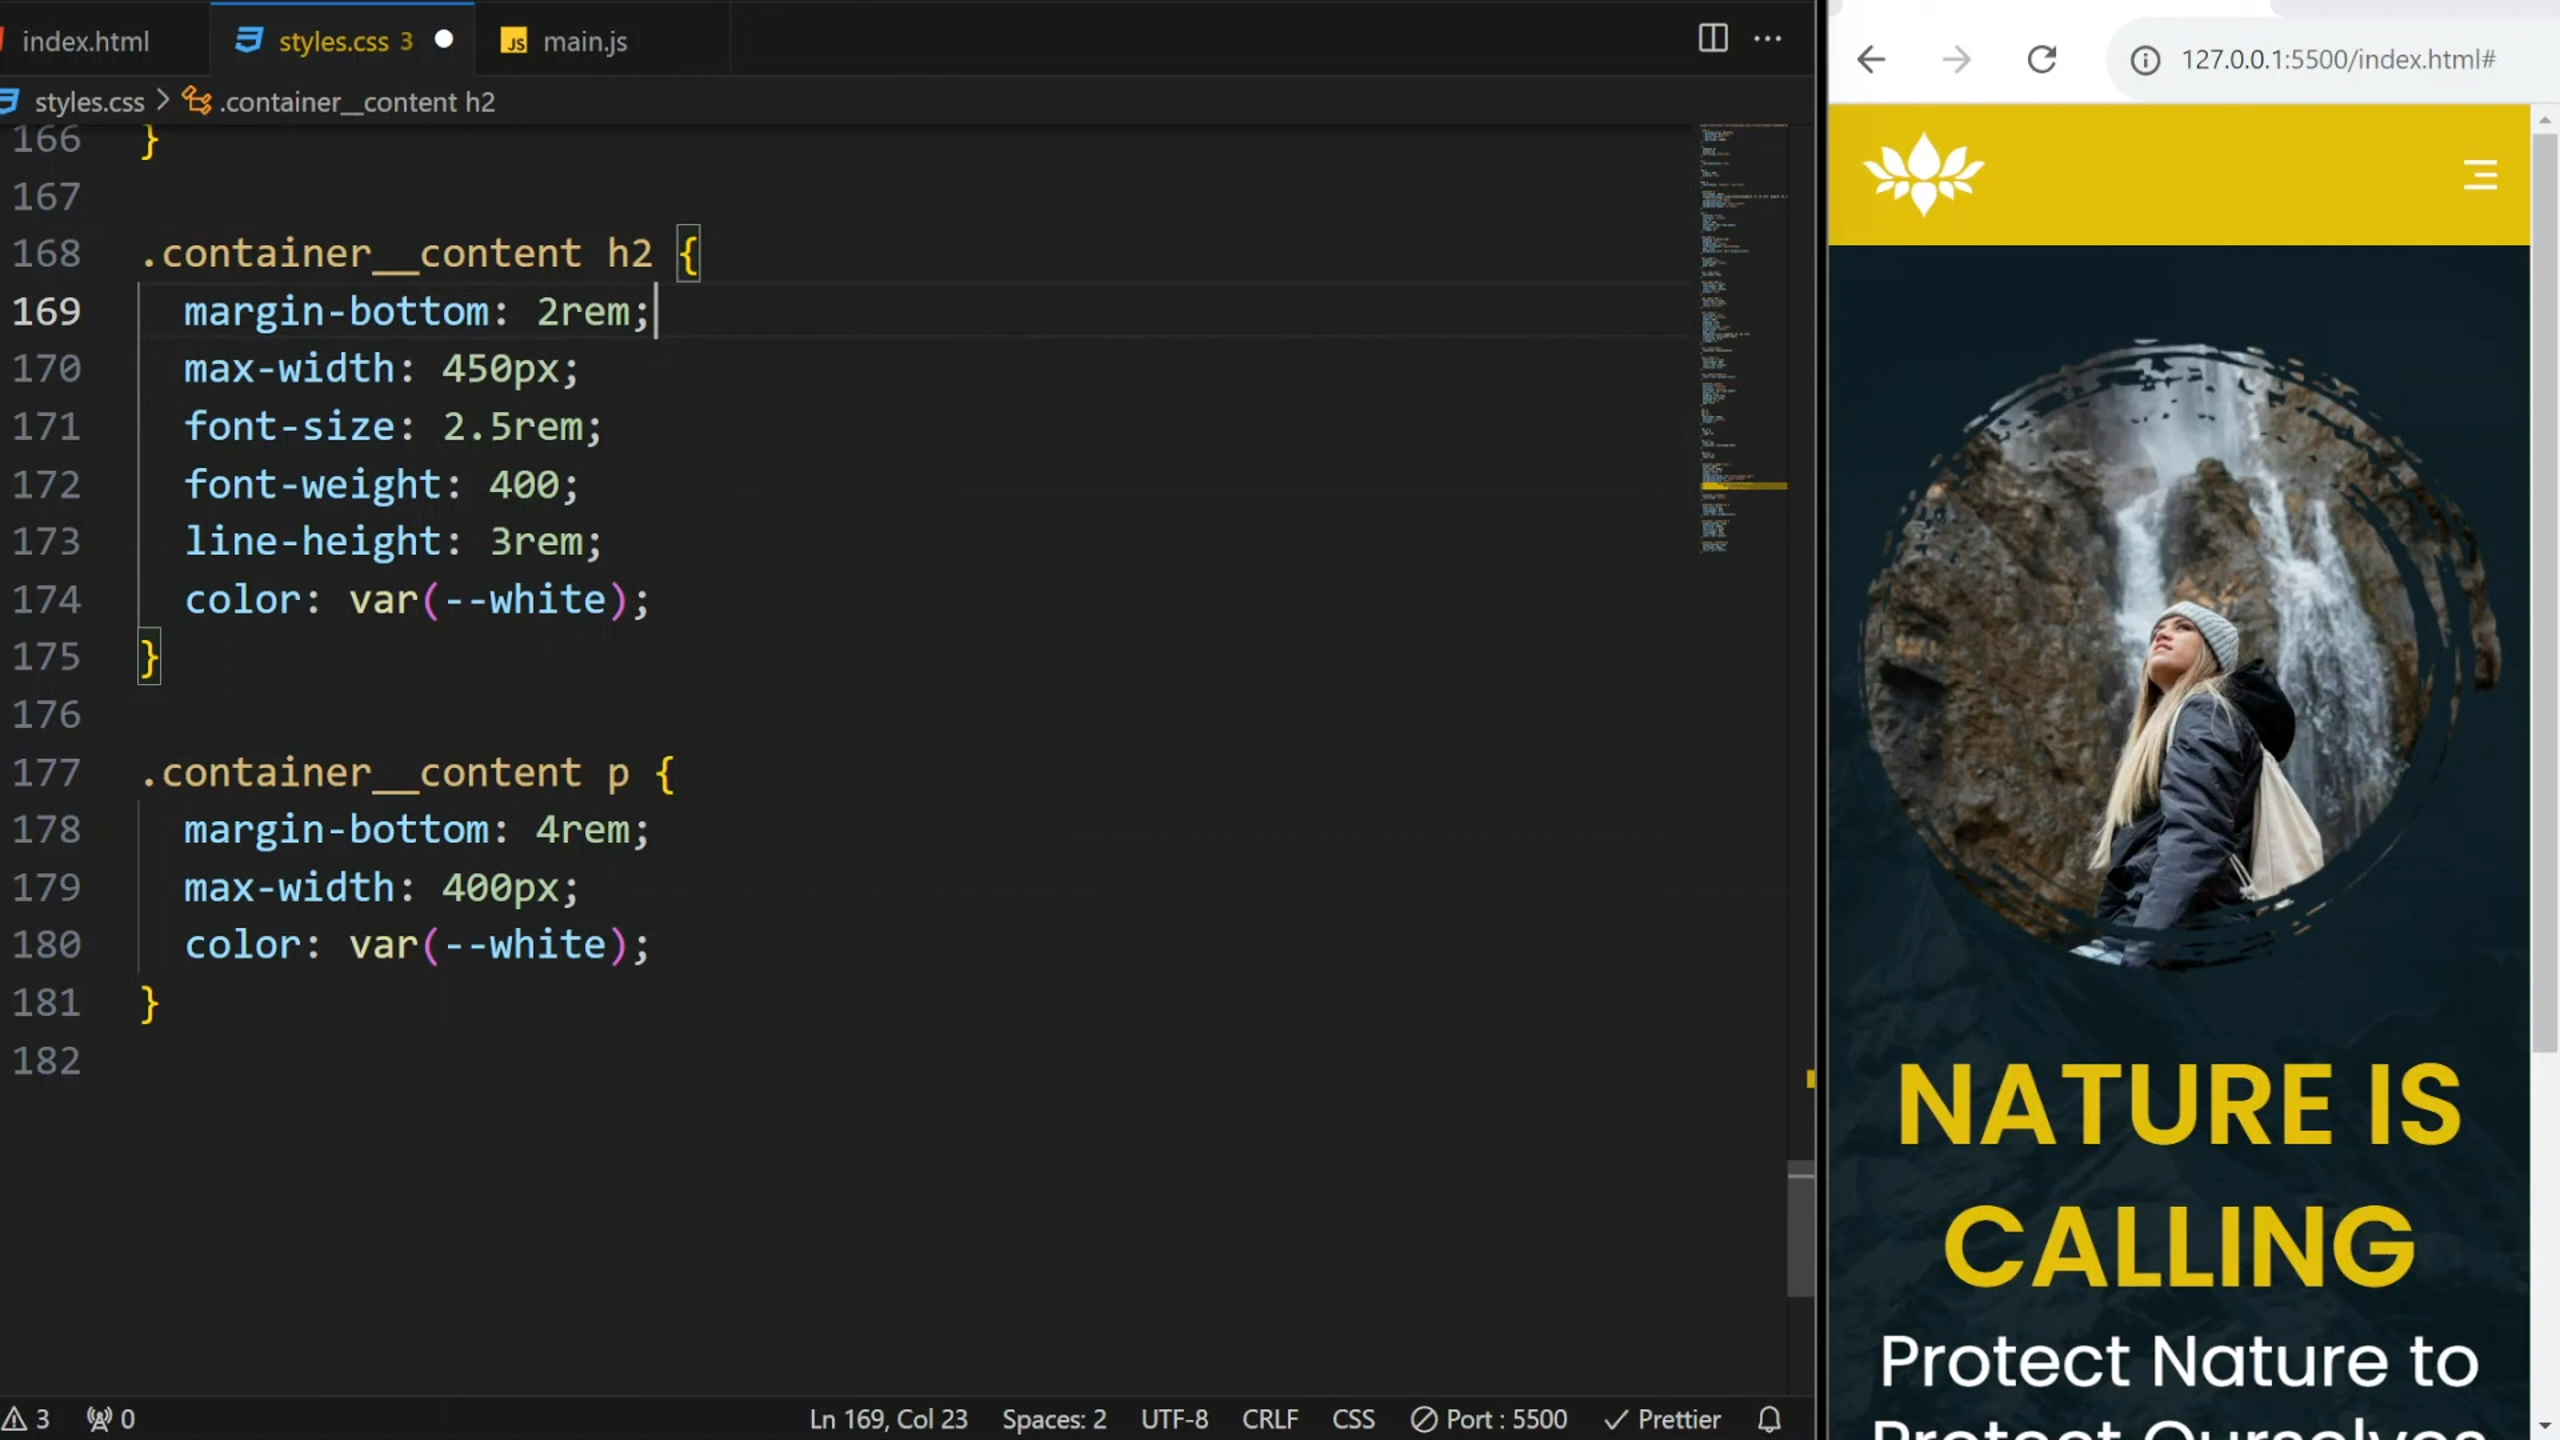 index.html
styles.css 3
JS main.js
styles.css > .container__content h2
166 }
167
168 .container__content h2 {
169 margin-bottom: 2rem;
170 max-width: 450px;
171 font-size: 2.5rem;
172 font-weight: 400;
173 line-height: 3rem;
174 color: var(--white);
175 }
176
177 .container__content p {
178 margin-bottom: 4rem;
179 max-width: 400px;
180 color: var(--white);
181 }
182
3 0 Ln 169, Col 23 Spaces: 2 UTF-8 CRLF CSS Port : 5500 Prettier
127.0.0.1:5500/index.html#
NATURE IS
CALLING
Protect Nature to
Protect Ourselves